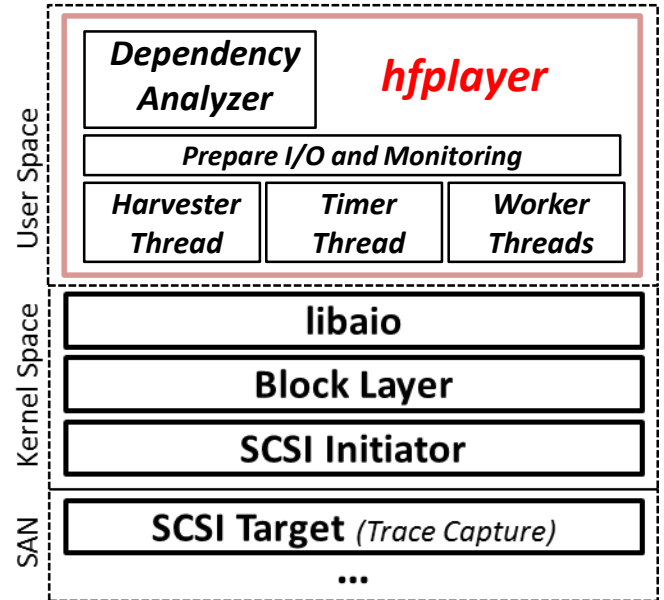 Dependency
Analyzer
hfplayer
Prepare I/O and Monitoring
Harvester
Thread
Timer
Thread
Worker
Threads
User Space
libaio
Block Layer
SCSI Initiator
Kernel Space
SCSI Target (Trace Capture)
...
SAN